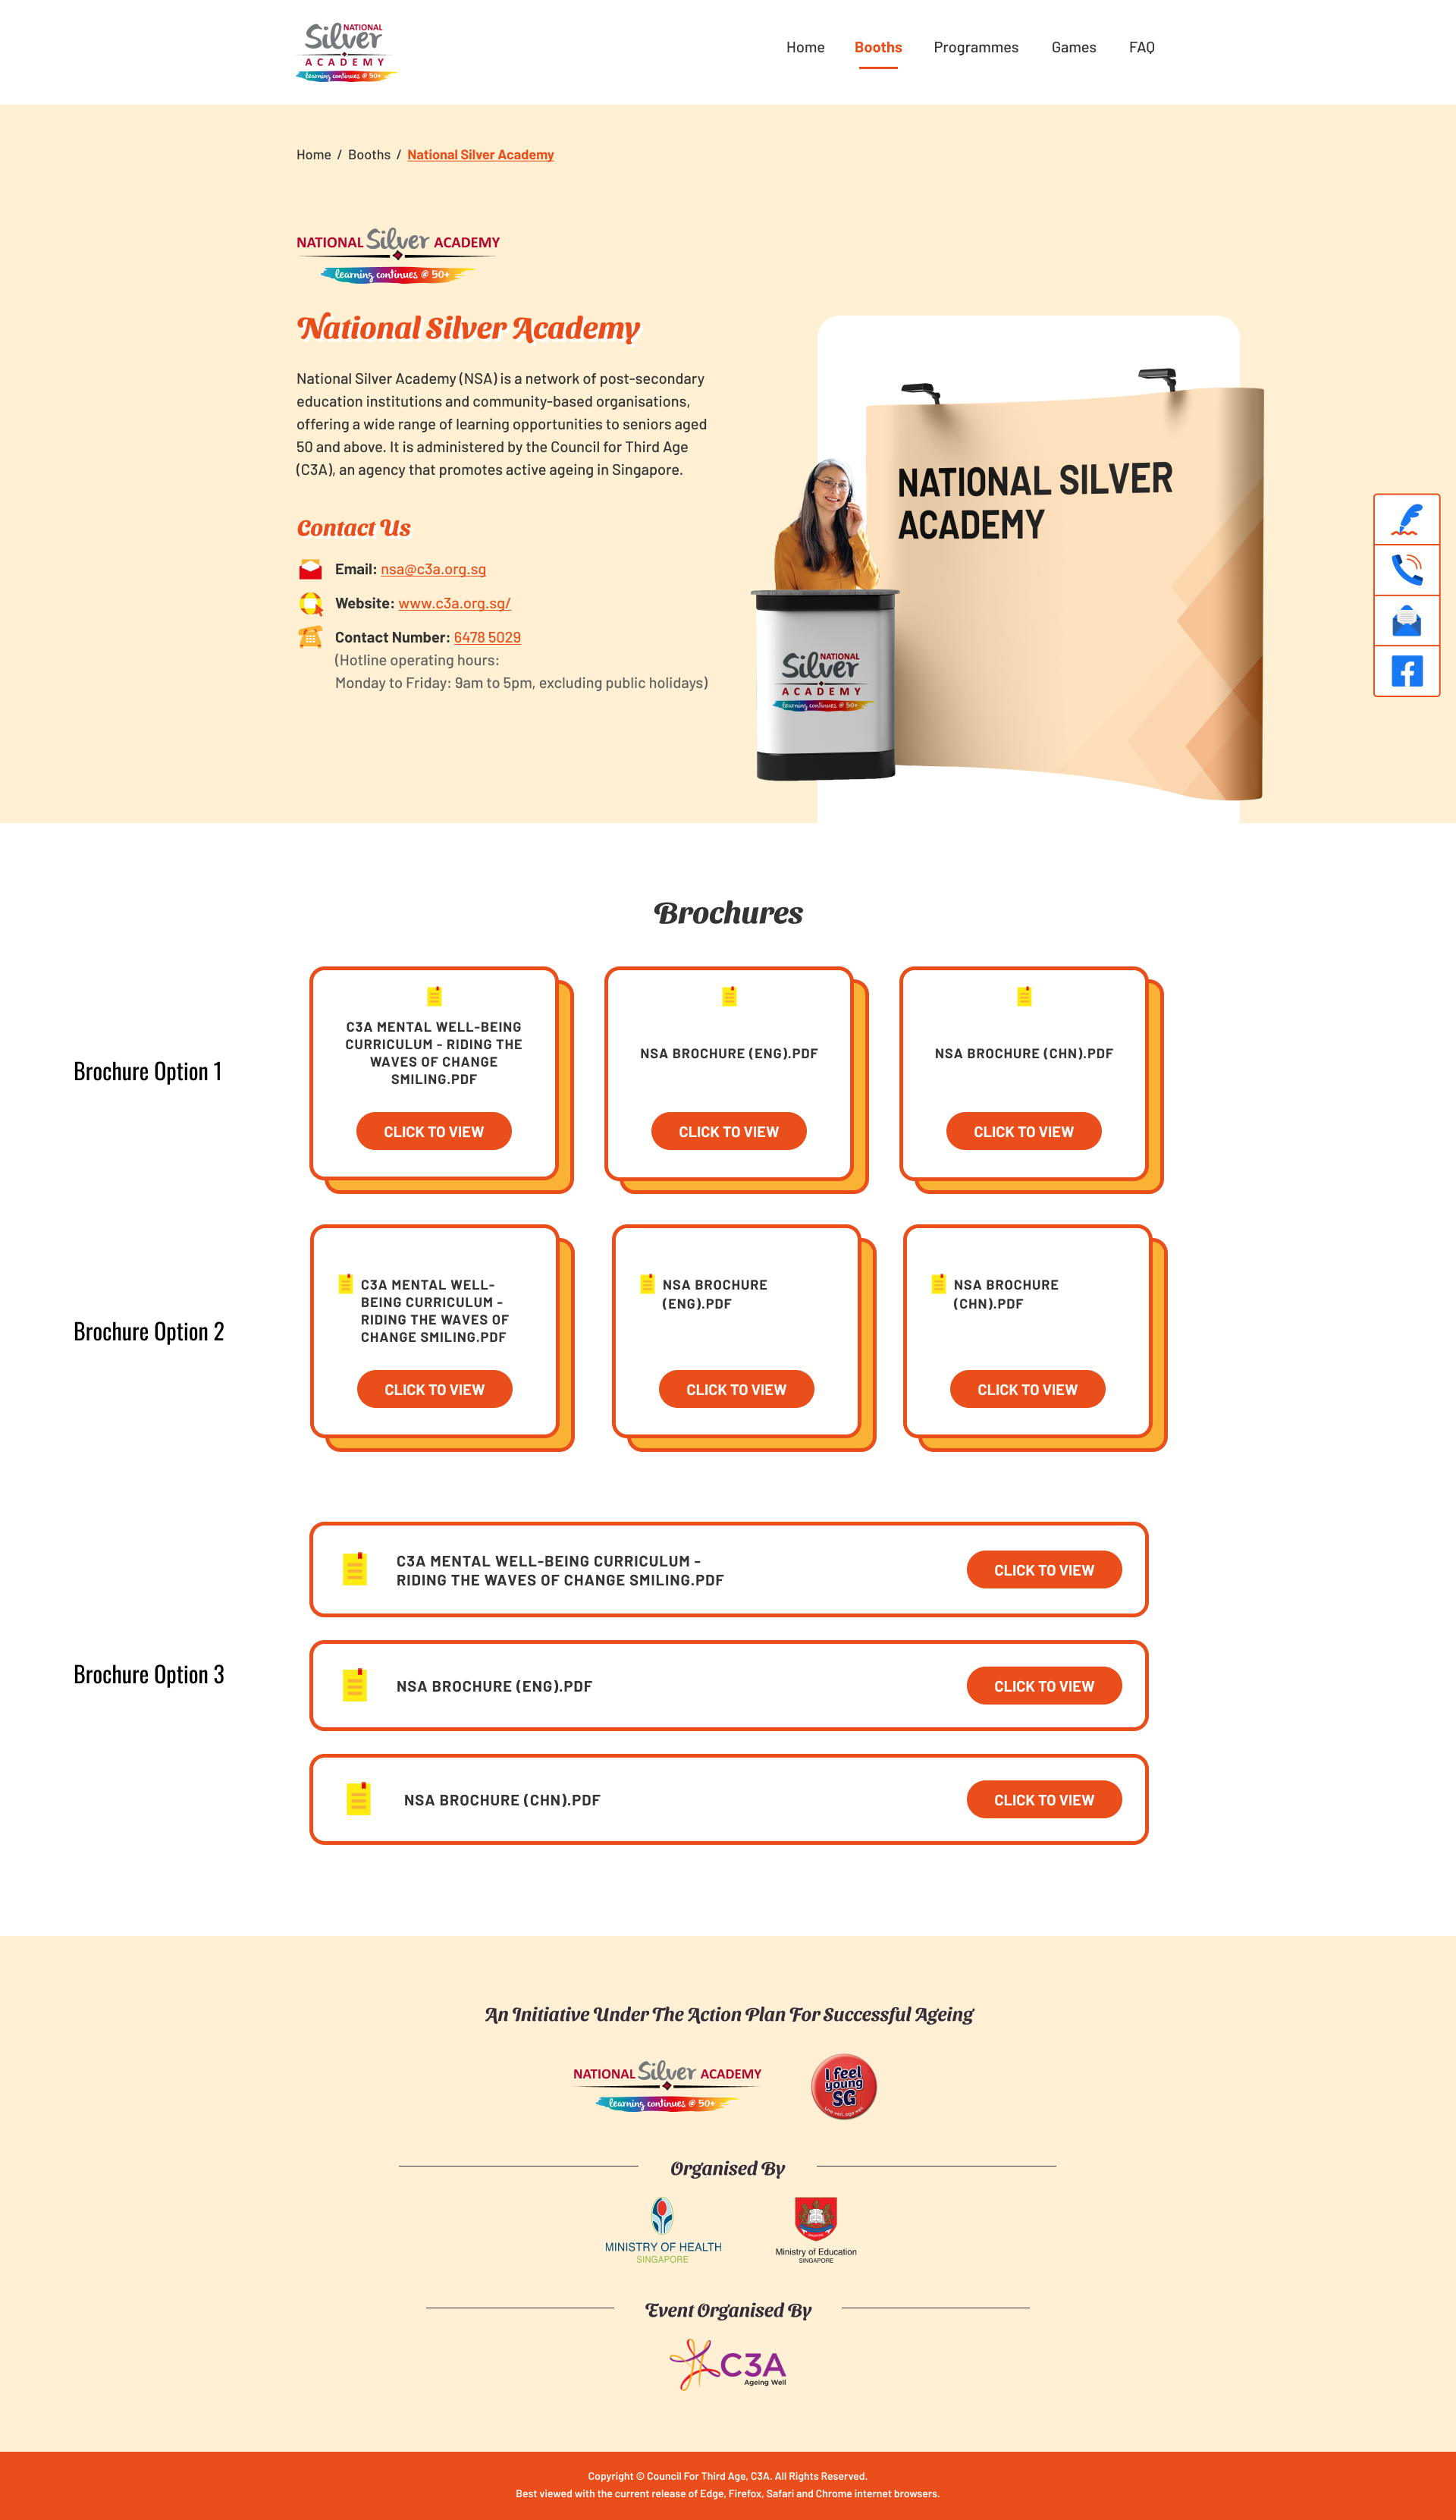 NATIONAL
Silver
ACADEMY
learning continues @ 50+
Home
Booths
Programmes
Games
FAQ
Home / Booths / National Silver Academy
NATIONAL Silver ACADEMY
learning continues @ 50+
National Silver Academy
National Silver Academy (NSA) is a network of post-secondary
education institutions and community-based organisations,
offering a wide range of learning opportunities to seniors aged
50 and above. It is administered by the Council for Third Age
(C3A), an agency that promotes active ageing in Singapore.
Contact Us
Email: nsa@c3a.org.sg
Website: www.c3a.org.sg/
Contact Number: 6478 5029
(Hotline operating hours:
Monday to Friday: 9am to 5pm, excluding public holidays)
NATIONAL SILVER
ACADEMY
NATIONAL
Silver
ACADEMY
learning continues @ 50+
Brochures
Brochure Option 1
C3A MENTAL WELL-BEING
CURRICULUM - RIDING THE
WAVES OF CHANGE
SMILING.PDF
CLICK TO VIEW
NSA BROCHURE (ENG).PDF
CLICK TO VIEW
NSA BROCHURE (CHN).PDF
CLICK TO VIEW
Brochure Option 2
C3A MENTAL WELL-
BEING CURRICULUM -
RIDING THE WAVES OF
CHANGE SMILING.PDF
CLICK TO VIEW
NSA BROCHURE
(ENG).PDF
CLICK TO VIEW
NSA BROCHURE
(CHN).PDF
CLICK TO VIEW
Brochure Option 3
C3A MENTAL WELL-BEING CURRICULUM -
RIDING THE WAVES OF CHANGE SMILING.PDF
CLICK TO VIEW
NSA BROCHURE (ENG).PDF
CLICK TO VIEW
NSA BROCHURE (CHN).PDF
CLICK TO VIEW
An Initiative Under The Action Plan For Successful Ageing
NATIONAL Silver ACADEMY
learning continues @ 50+
I feel
young
SG
Live well, age well
Organised By
MINISTRY OF HEALTH
SINGAPORE
Ministry of Education
SINGAPORE
Event Organised By
C3A
Ageing Well
Copyright © Council For Third Age, C3A. All Rights Reserved.
Best viewed with the current release of Edge, Firefox, Safari and Chrome internet browsers.